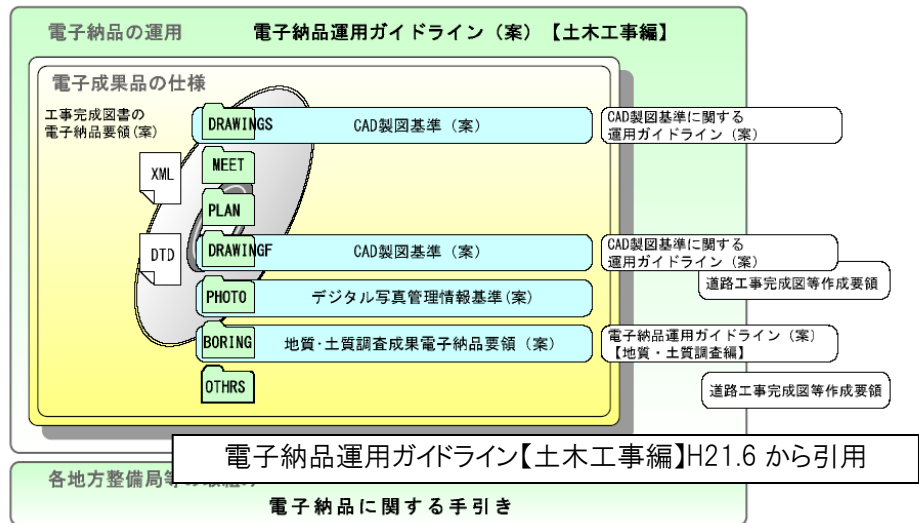 電子納品の運用 電子納品運用ガイドライン（案）【土木工事編】
電子成果品の仕様
工事完成図書の
電子納品要領(案)
DRAWINGS CAD製図基準（案）
CAD製図基準に関する
運用ガイドライン（案）
XML
MEET
PLAN
DTD
DRAWINGF CAD製図基準（案）
CAD製図基準に関する
運用ガイドライン（案）
道路工事完成図等作成要領
PHOTO デジタル写真管理情報基準(案)
BORING 地質･土質調査成果電子納品要領（案）
電子納品運用ガイドライン（案）
【地質・土質調査編】
OTHRS
道路工事完成図等作成要領
電子納品運用ガイドライン【土木工事編】H21.6 から引用
各地方整備局等
電子納品に関する手引き